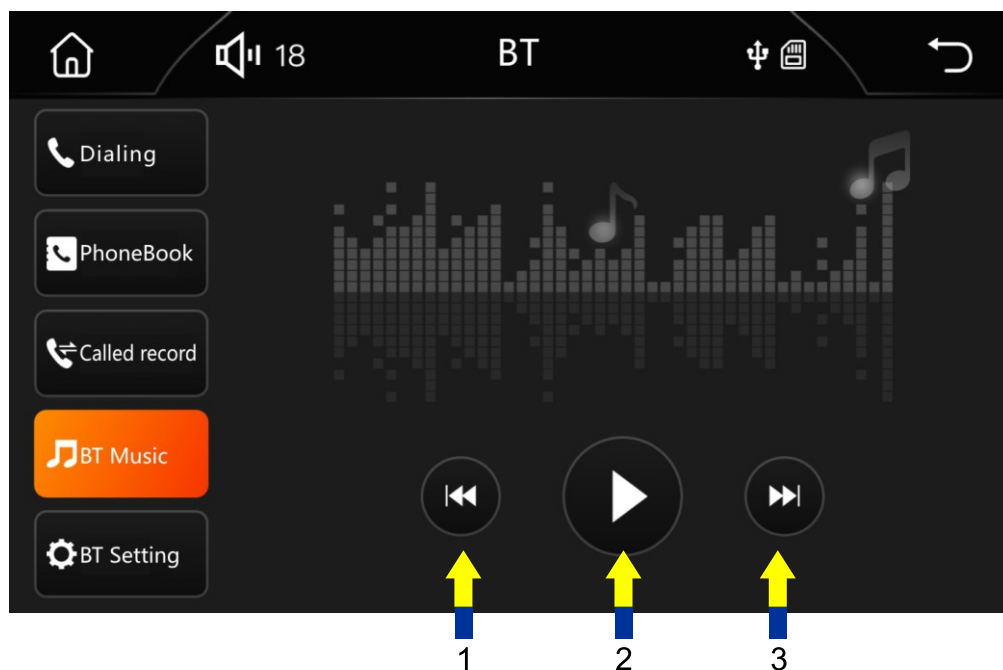 18 BT
Dialing
PhoneBook
Called record
BT Music
BT Setting
1 2 3